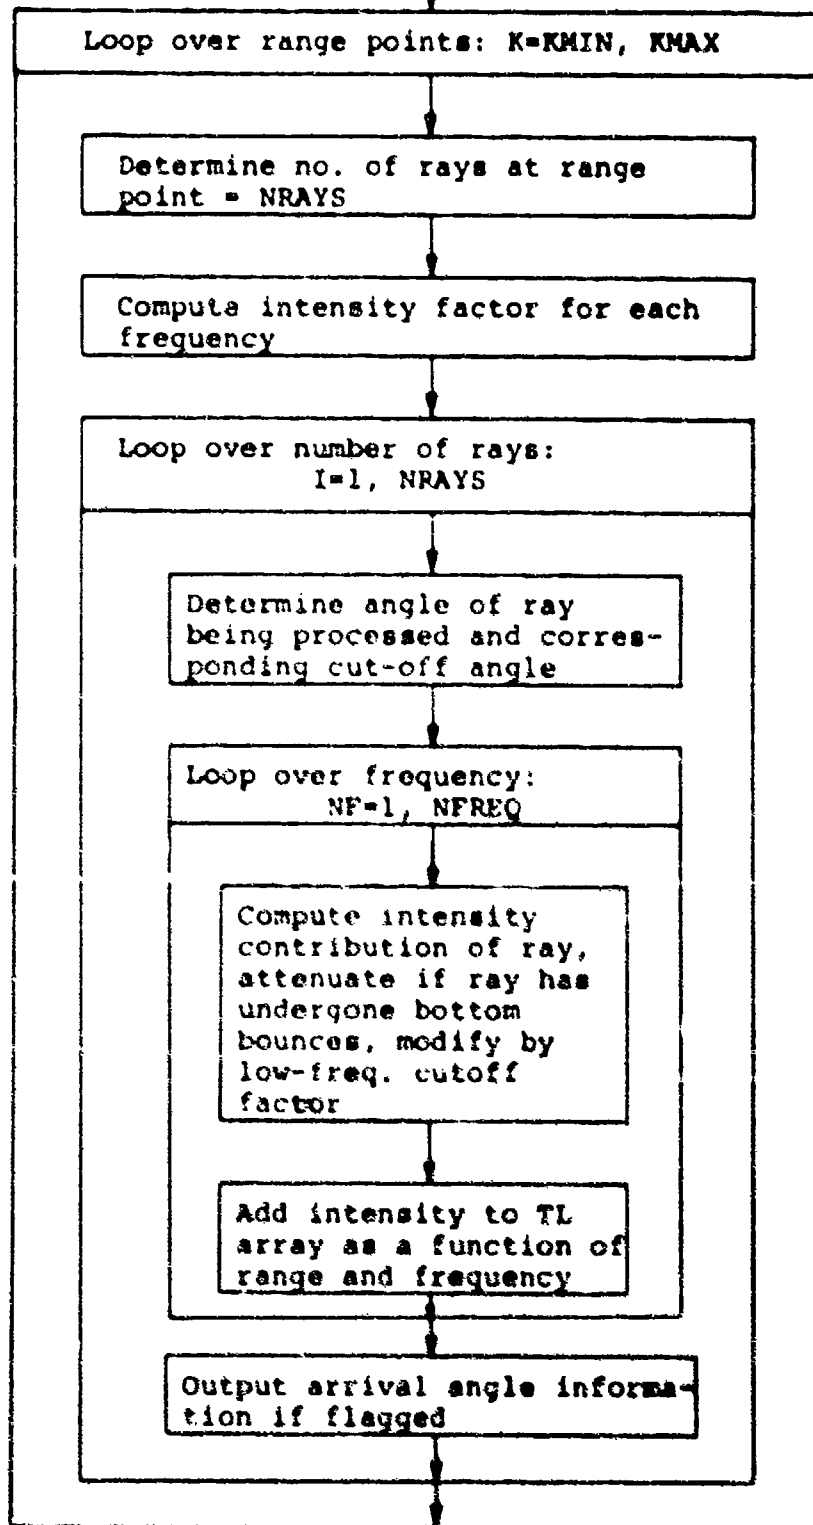 Loop over range points: K=KMIN, KMAX
Determine no. of rays at range
point = NRAYS
Compute intensity factor for each
frequency
Loop over number of rays:
I=1, NRAYS
Determine angle of ray
being processed and corres-
ponding cut-off angle
Loop over frequency:
NF=1, NFREQ
Compute intensity
contribution of ray,
attenuate if ray has
undergone bottom
bounces, modify by
low-freq. cutoff
factor
Add intensity to TL
array as a function of
range and frequency
Output arrival angle informa-
tion if flagged